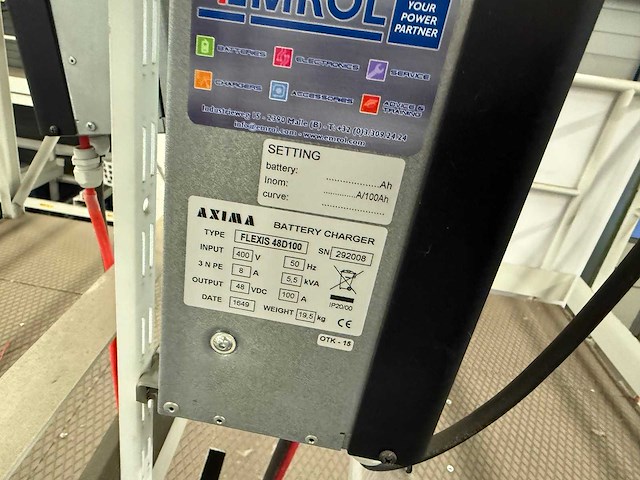 EMROL
YOUR
POWER
PARTNER
BATTERIES
ELECTRONICS
SERVICE
CHARGERS
ACCESSORIES
ADVICE &
TRAINING
Industrieweg 15 - 2390 Malle (B) - T. +32 (0)3.309.24.24
info@emrol.com - www.emrol.com
SETTING
battery: ....................Ah
Inom: ...............A/100Ah
curve: ........................
AXIMA BATTERY CHARGER
TYPE FLEXIS 48D100 SN 292008
INPUT 400 V 50 Hz
3 N PE 8 A 5,5 kVA
OUTPUT 48 VDC 100 A IP20/00
DATE 1649 WEIGHT 19,5 kg CE
OTK - 15